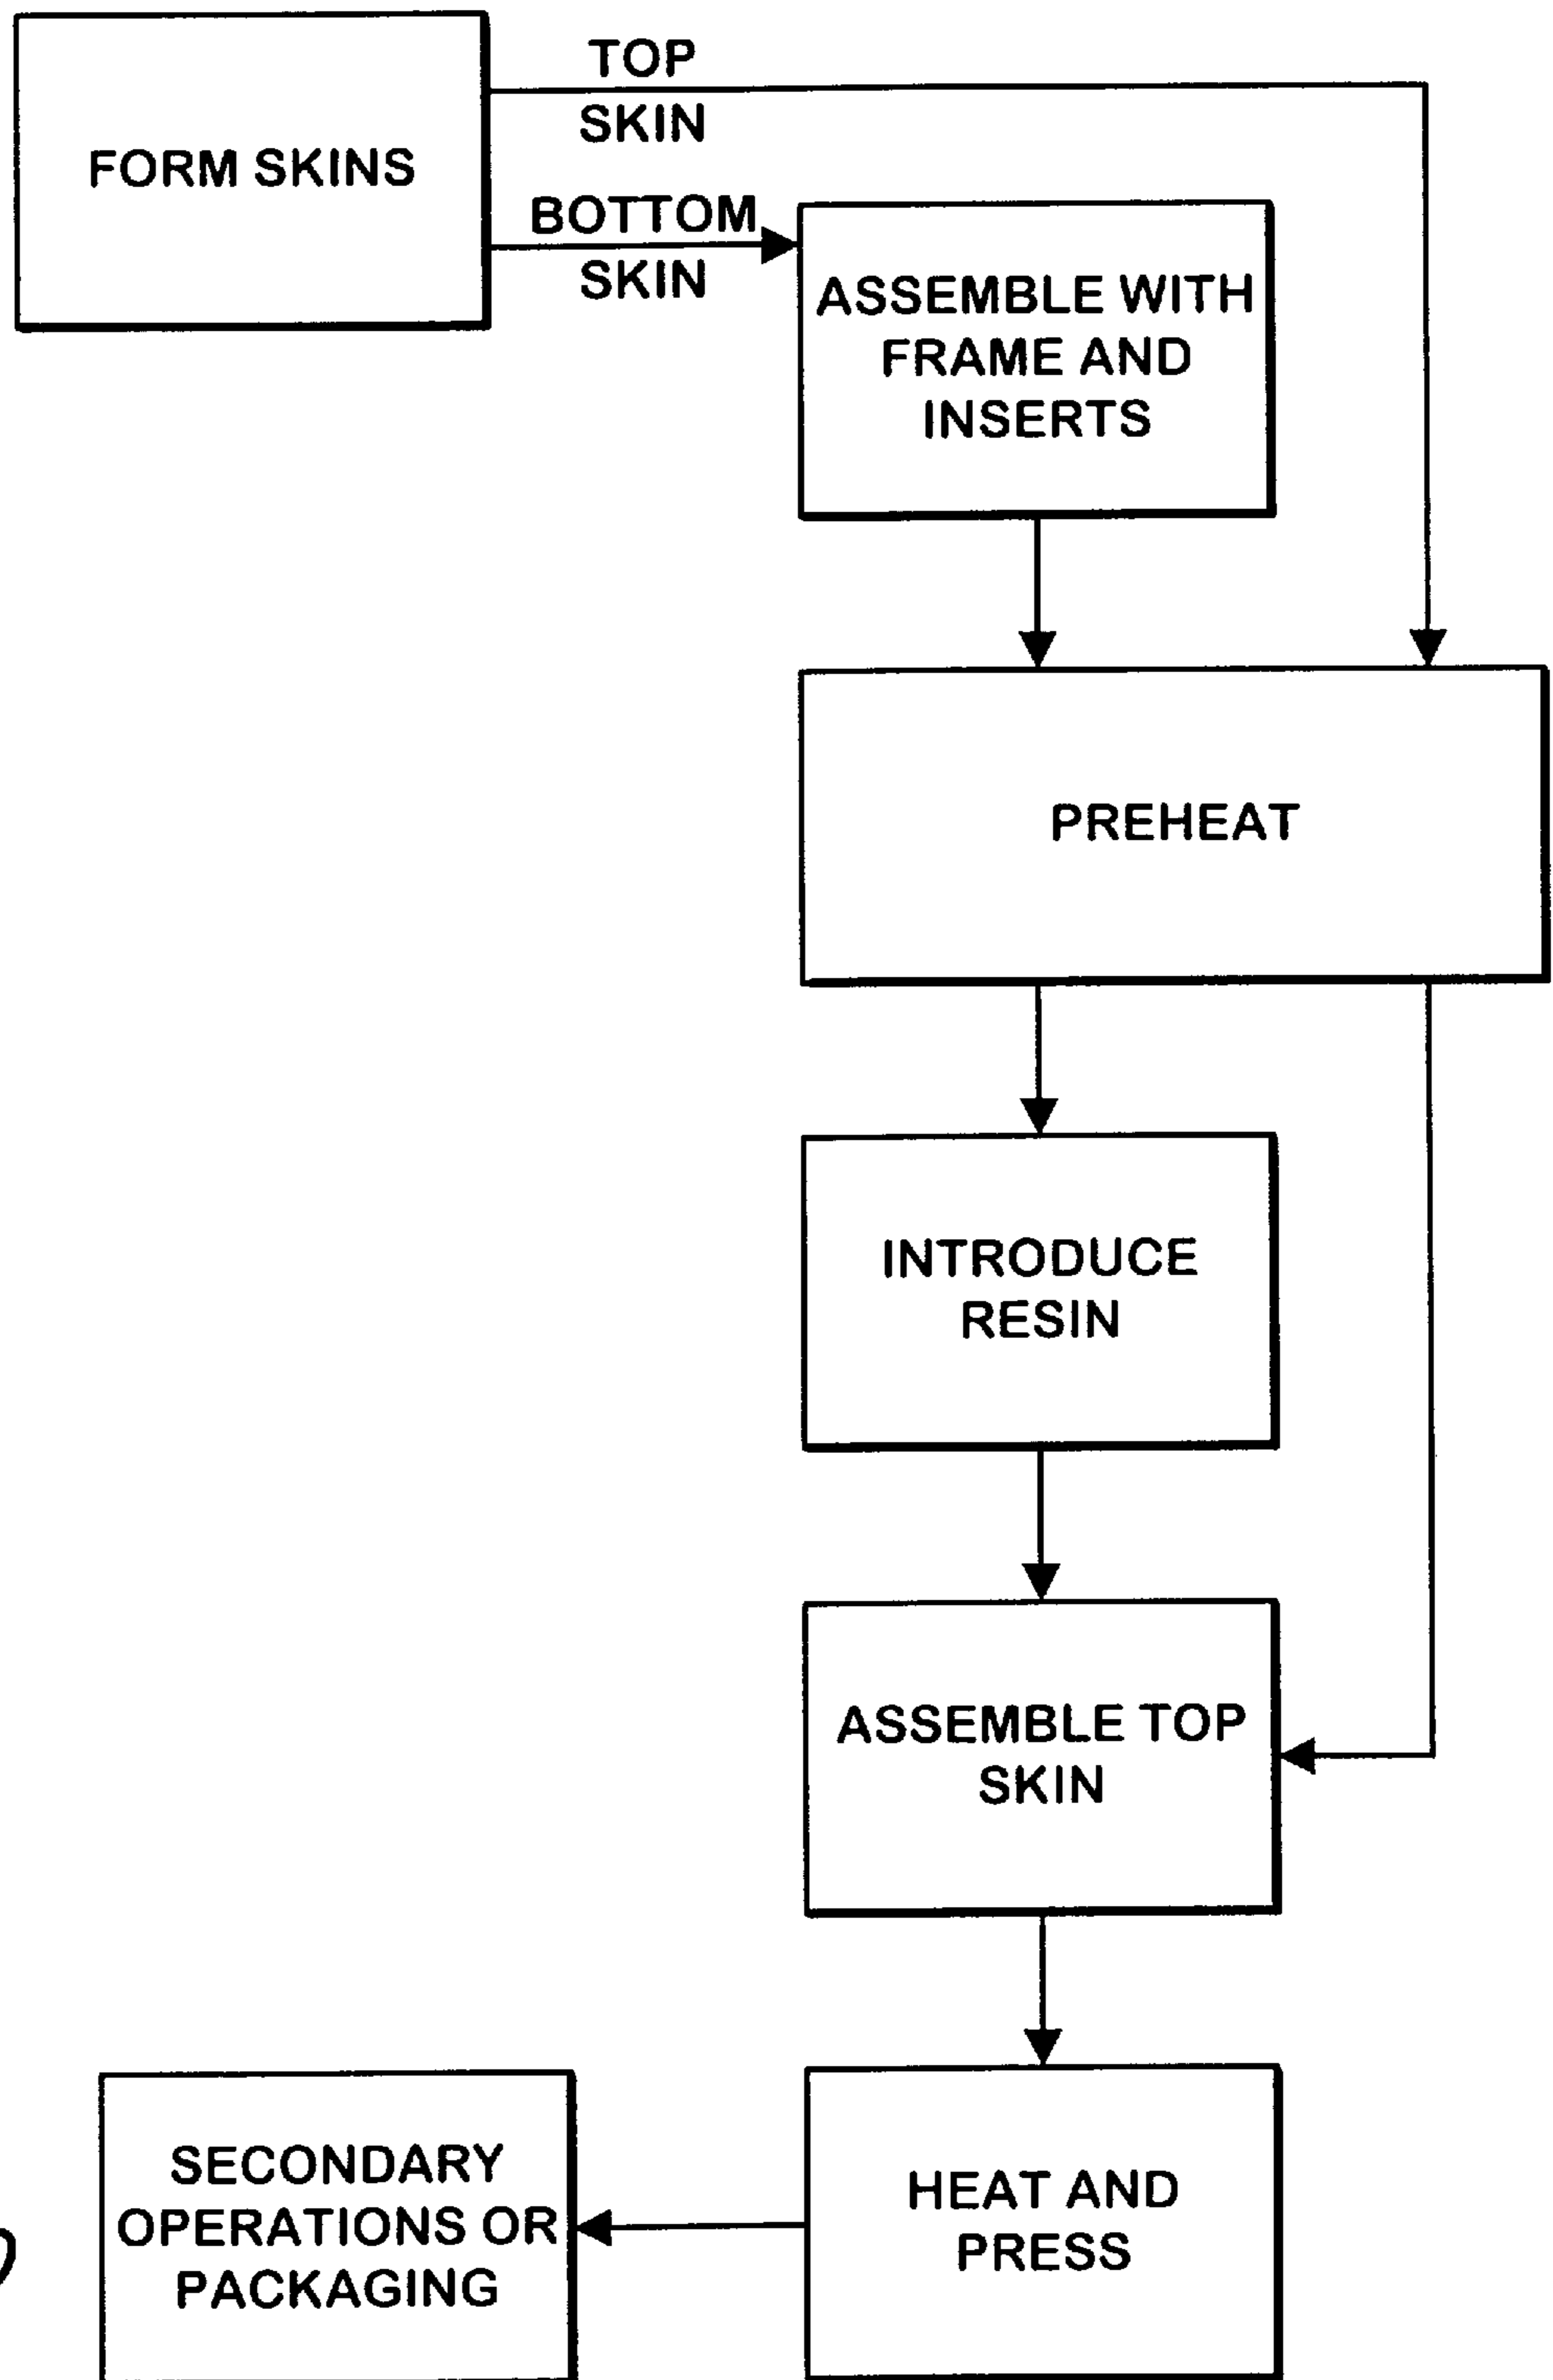 TOP
SKIN
FORM SKINS
BOTTOM
SKIN
ASSEMBLE WITH
FRAME AND
INSERTS
PREHEAT
INTRODUCE
RESIN
ASSEMBLE TOP
SKIN
HEAT AND
PRESS
SECONDARY
OPERATIONS OR
PACKAGING